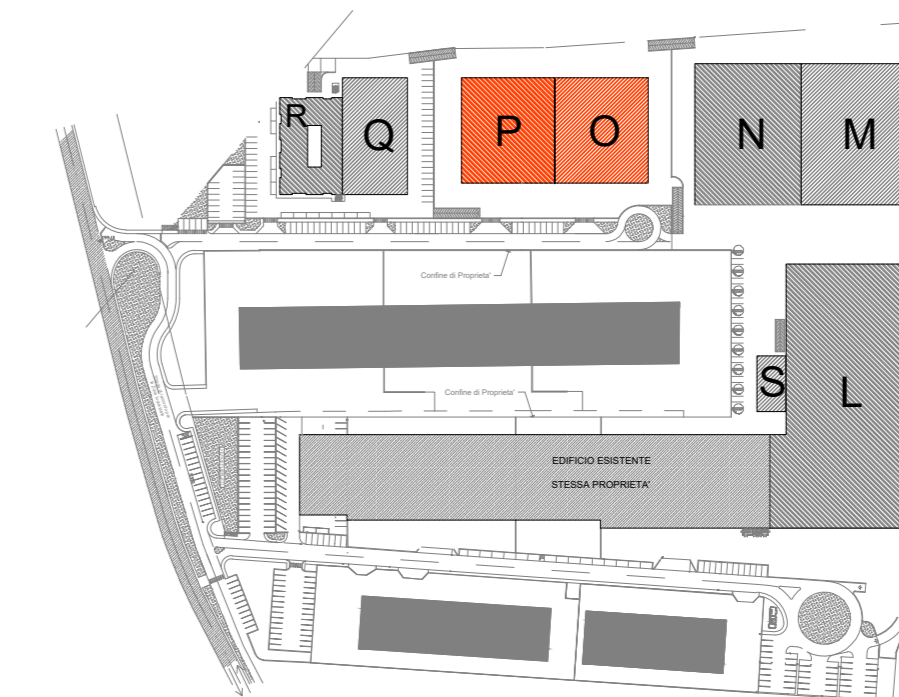 R
Q
P
O
N
M
Confine di Proprieta'
S
L
Confine di Proprieta'
EDIFICIO ESISTENTE
STESSA PROPRIETA'